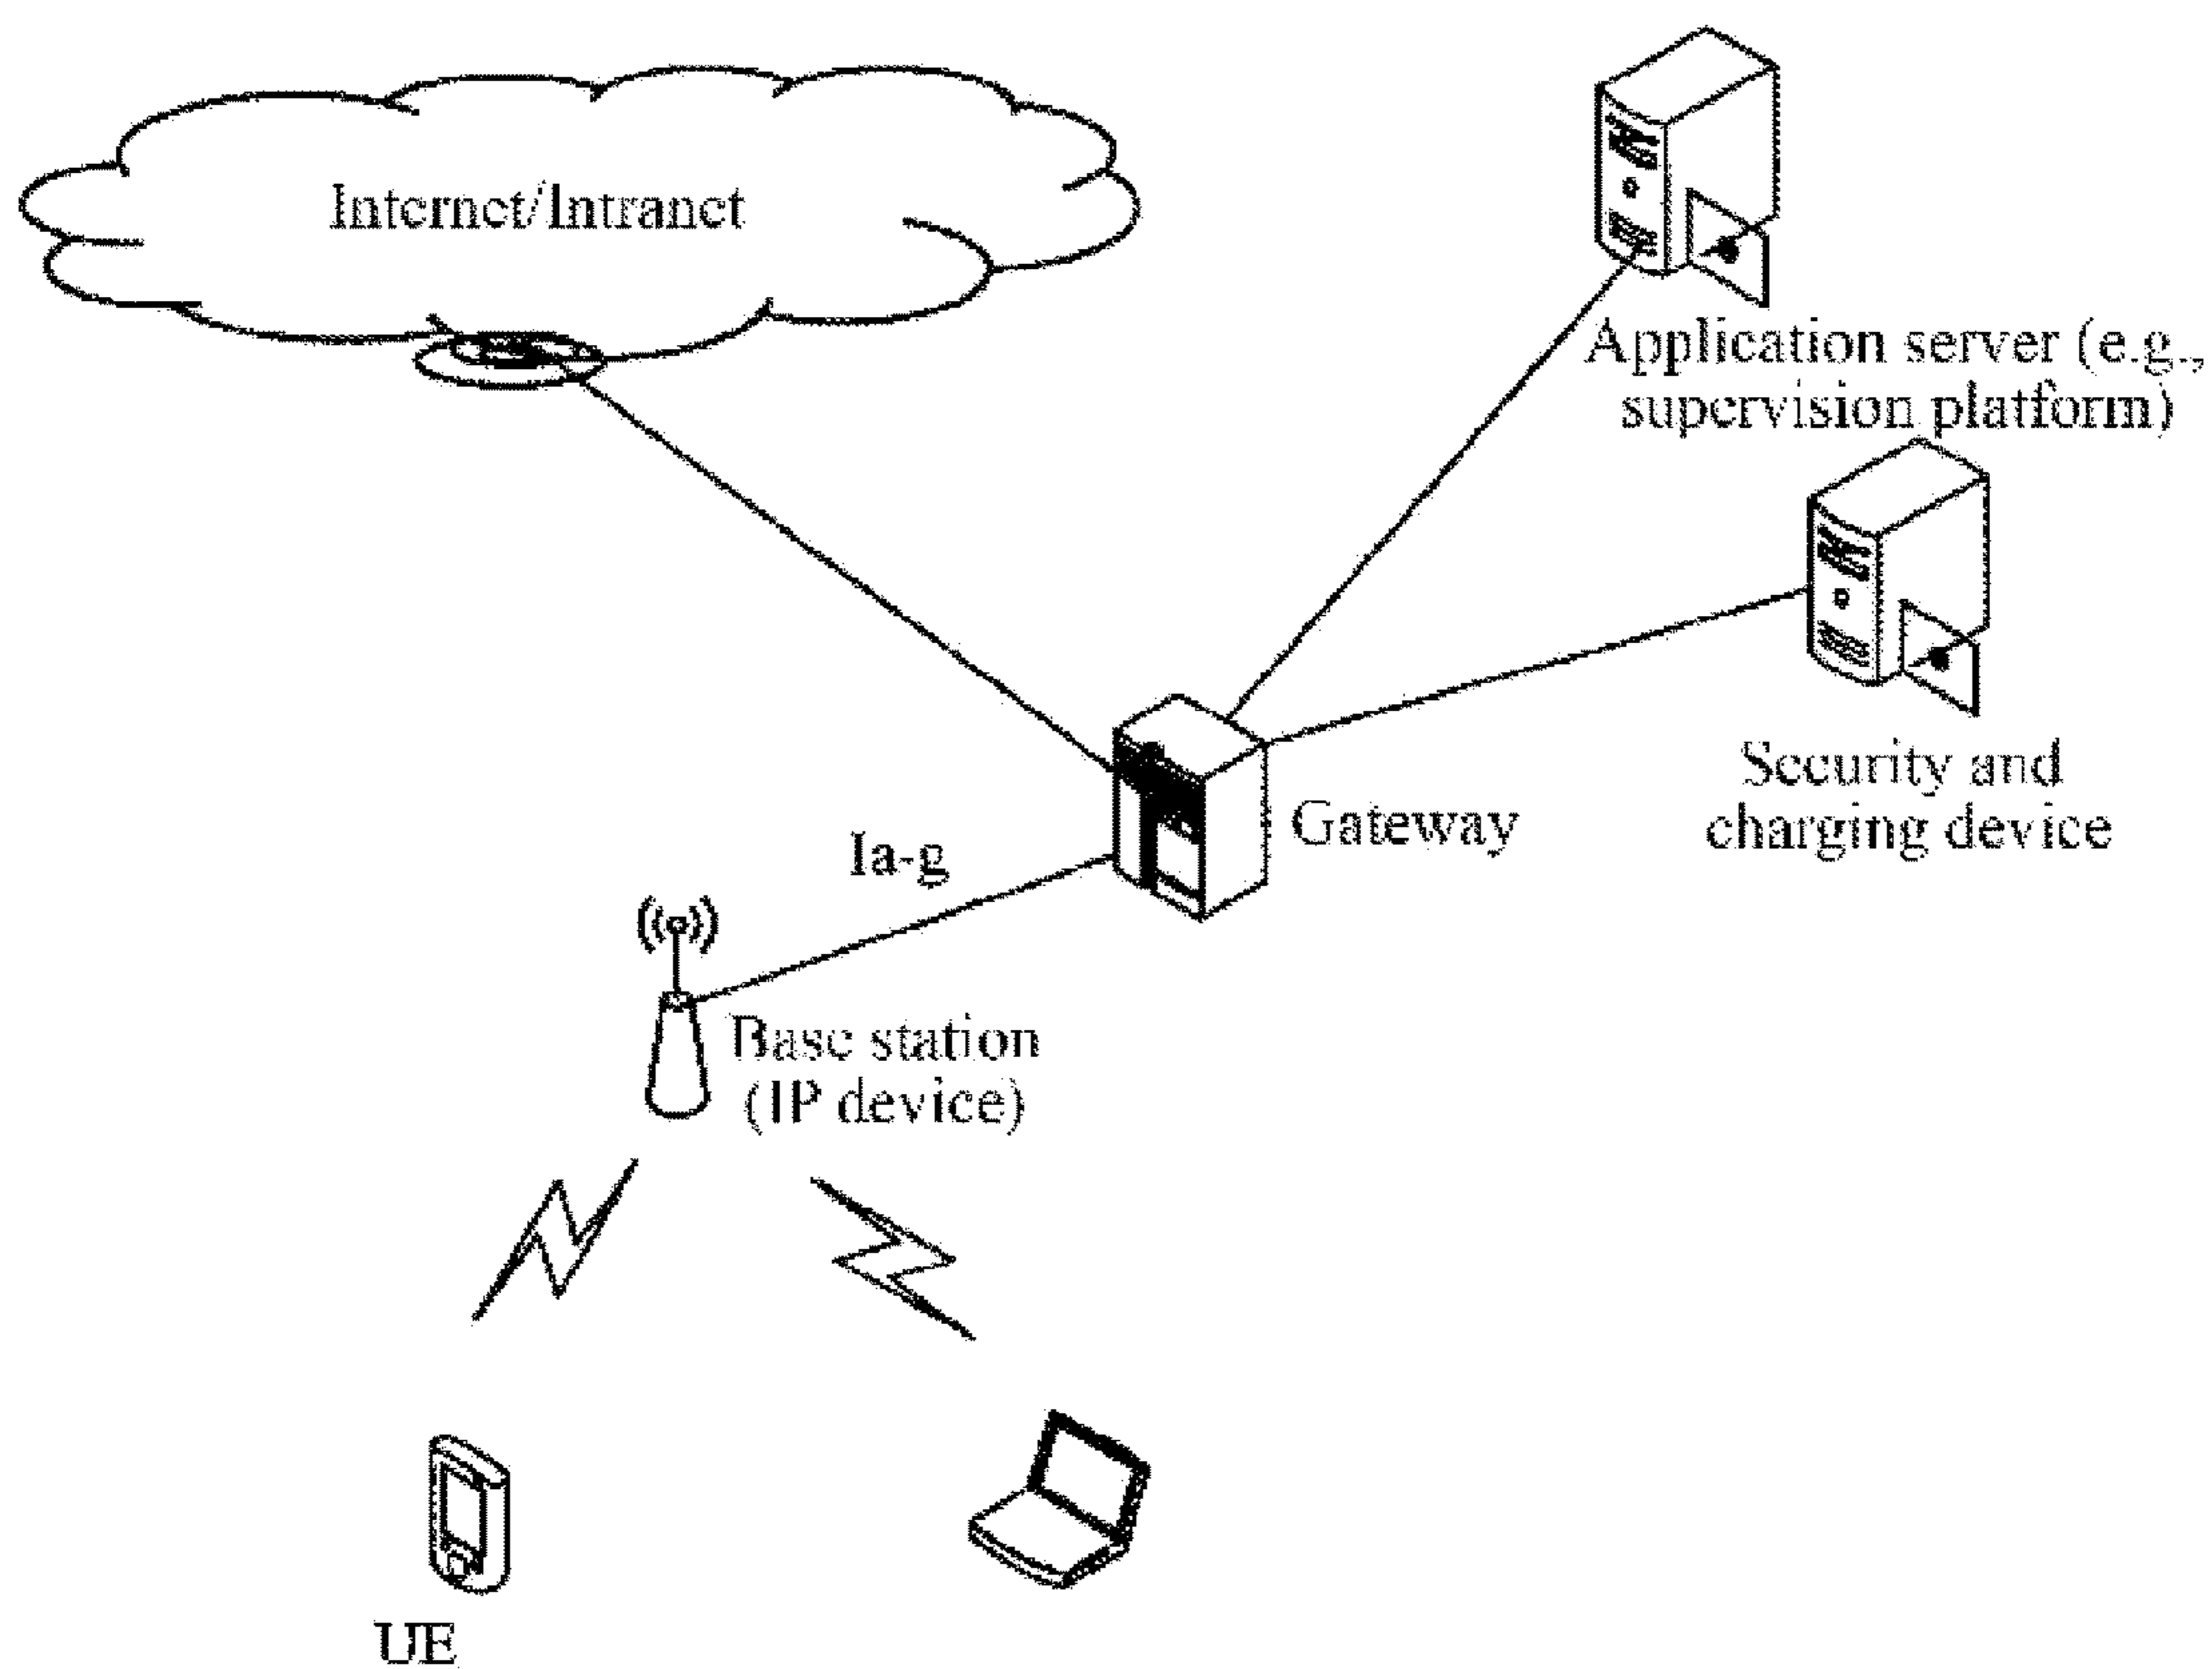 Internet/Intranet
Application server (e.g.,
supervision platform)
Security and
charging device
Gateway
Ia-g
Base station
(IP device)
UE